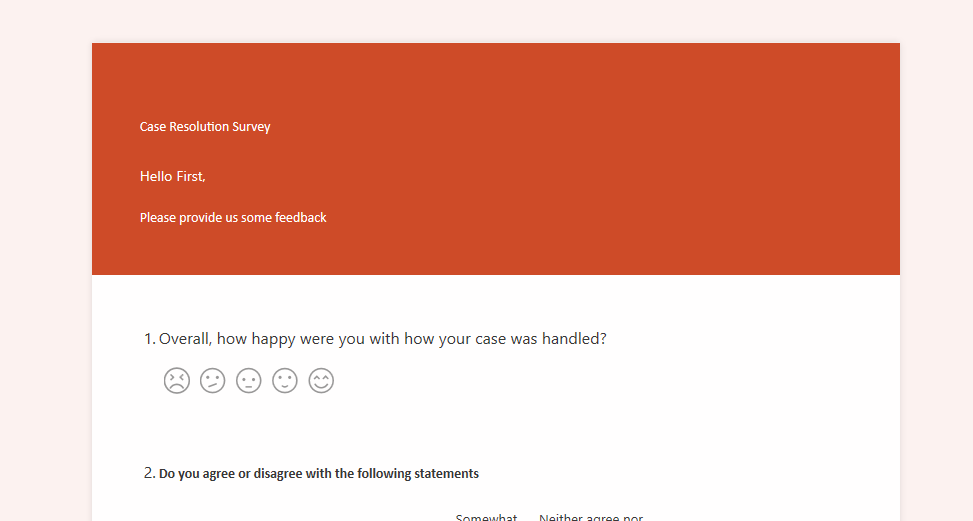 Case Resolution Survey
Hello First,
Please provide us some feedback
1. Overall, how happy were you with how your case was handled?
2. Do you agree or disagree with the following statements
Somewhat Neither agree nor